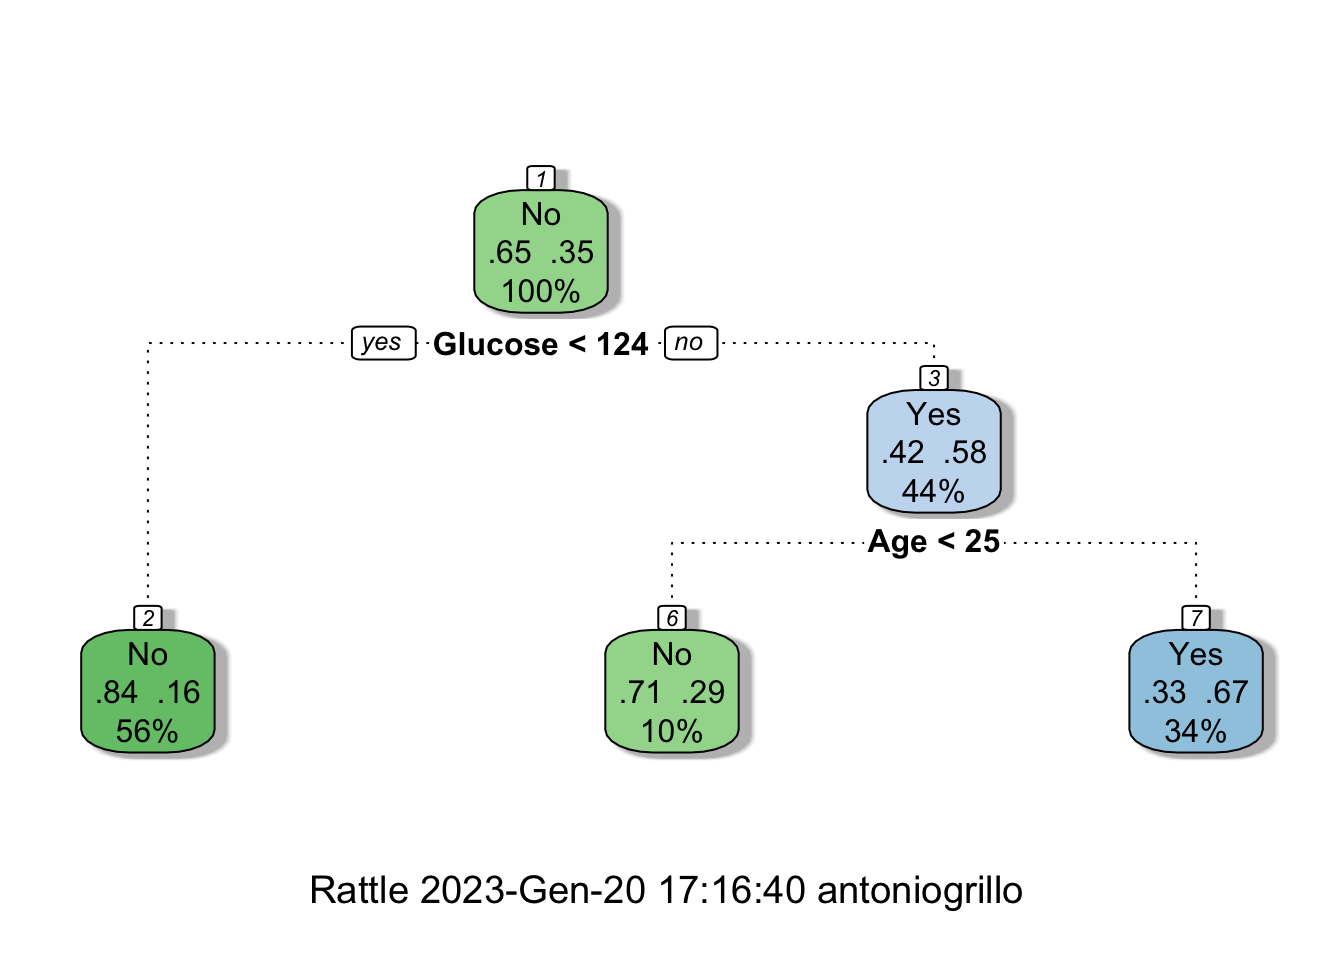 1
No
.65 .35
100%
yes Glucose < 124 no
3
Yes
.42 .58
44%
Age < 25
2
No
.84 .16
56%
6
No
.71 .29
10%
7
Yes
.33 .67
34%
Rattle 2023-Gen-20 17:16:40 antoniogrillo